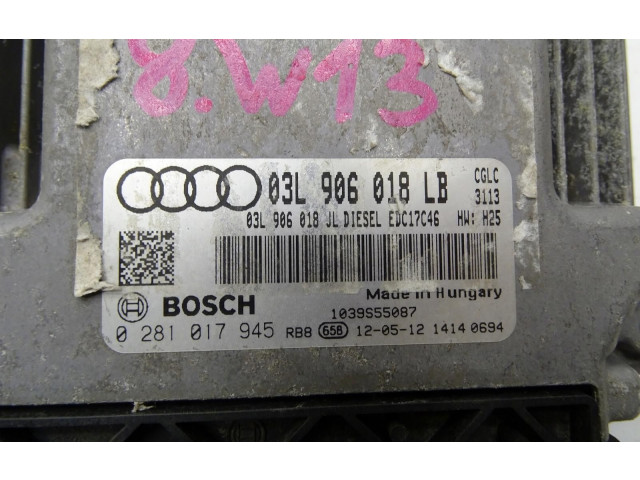 8.W13
03L 906 018 LB CGLC
3113
03L 906 018 JL DIESEL EDC17C46 HW: H25
Made in Hungary
BOSCH
1039S55087
0 281 017 945 RB8 658 12-05-12 1414 0694